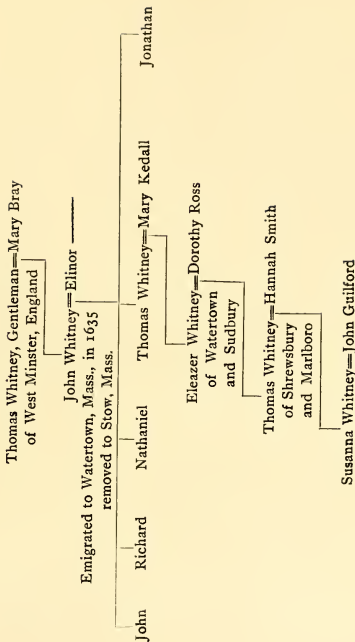 Thomas Whitney, Gentleman=Mary Bray
of West Minster, England
John Whitney=Elinor ———
Emigrated to Watertown, Mass., in 1635
removed to Stow, Mass.
John Richard Nathaniel Thomas Whitney=Mary Kedall Jonathan
Eleazer Whitney=Dorothy Ross
of Watertown
and Sudbury
Thomas Whitney=Hannah Smith
of Shrewsbury
and Marlboro
Susanna Whitney=John Guilford